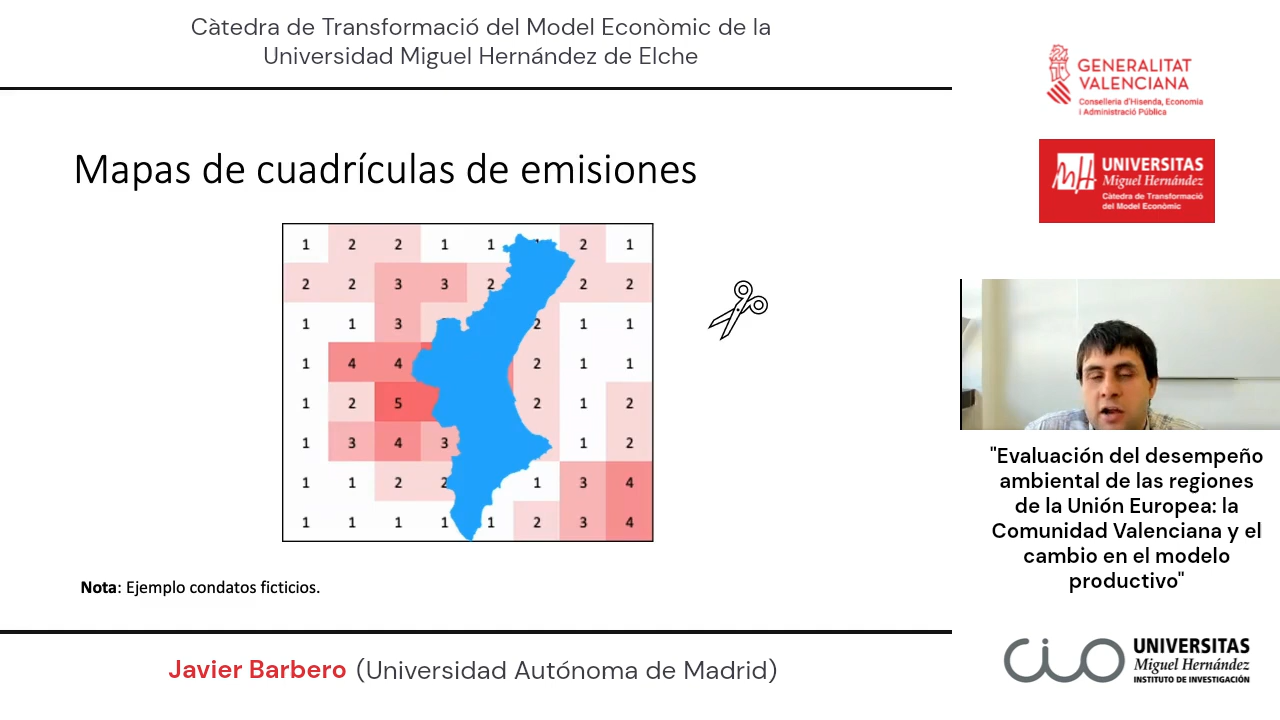 Càtedra de Transformació del Model Econòmic de la
Universidad Miguel Hernández de Elche
Mapas de cuadrículas de emisiones
1 2 2 1 1 2 1
2 2 3 3 2 2 2
1 1 3 2 1 1
1 4 4 2 1 1
1 2 5 2 1 2
1 3 4 3 1 2
1 1 2 2 1 3 4
1 1 1 1 1 2 3 4
Nota: Ejemplo condatos ficticios.
Javier Barbero (Universidad Autónoma de Madrid)
GENERALITAT
VALENCIANA
Conselleria d'Hisenda, Economia
i Administració Pública
UNIVERSITAS
Miguel Hernández
Càtedra de Transformació
del Model Econòmic
"Evaluación del desempeño
ambiental de las regiones
de la Unión Europea: la
Comunidad Valenciana y el
cambio en el modelo
productivo"
CIO
UNIVERSITAS
Miguel Hernández
INSTITUTO DE INVESTIGACIÓN